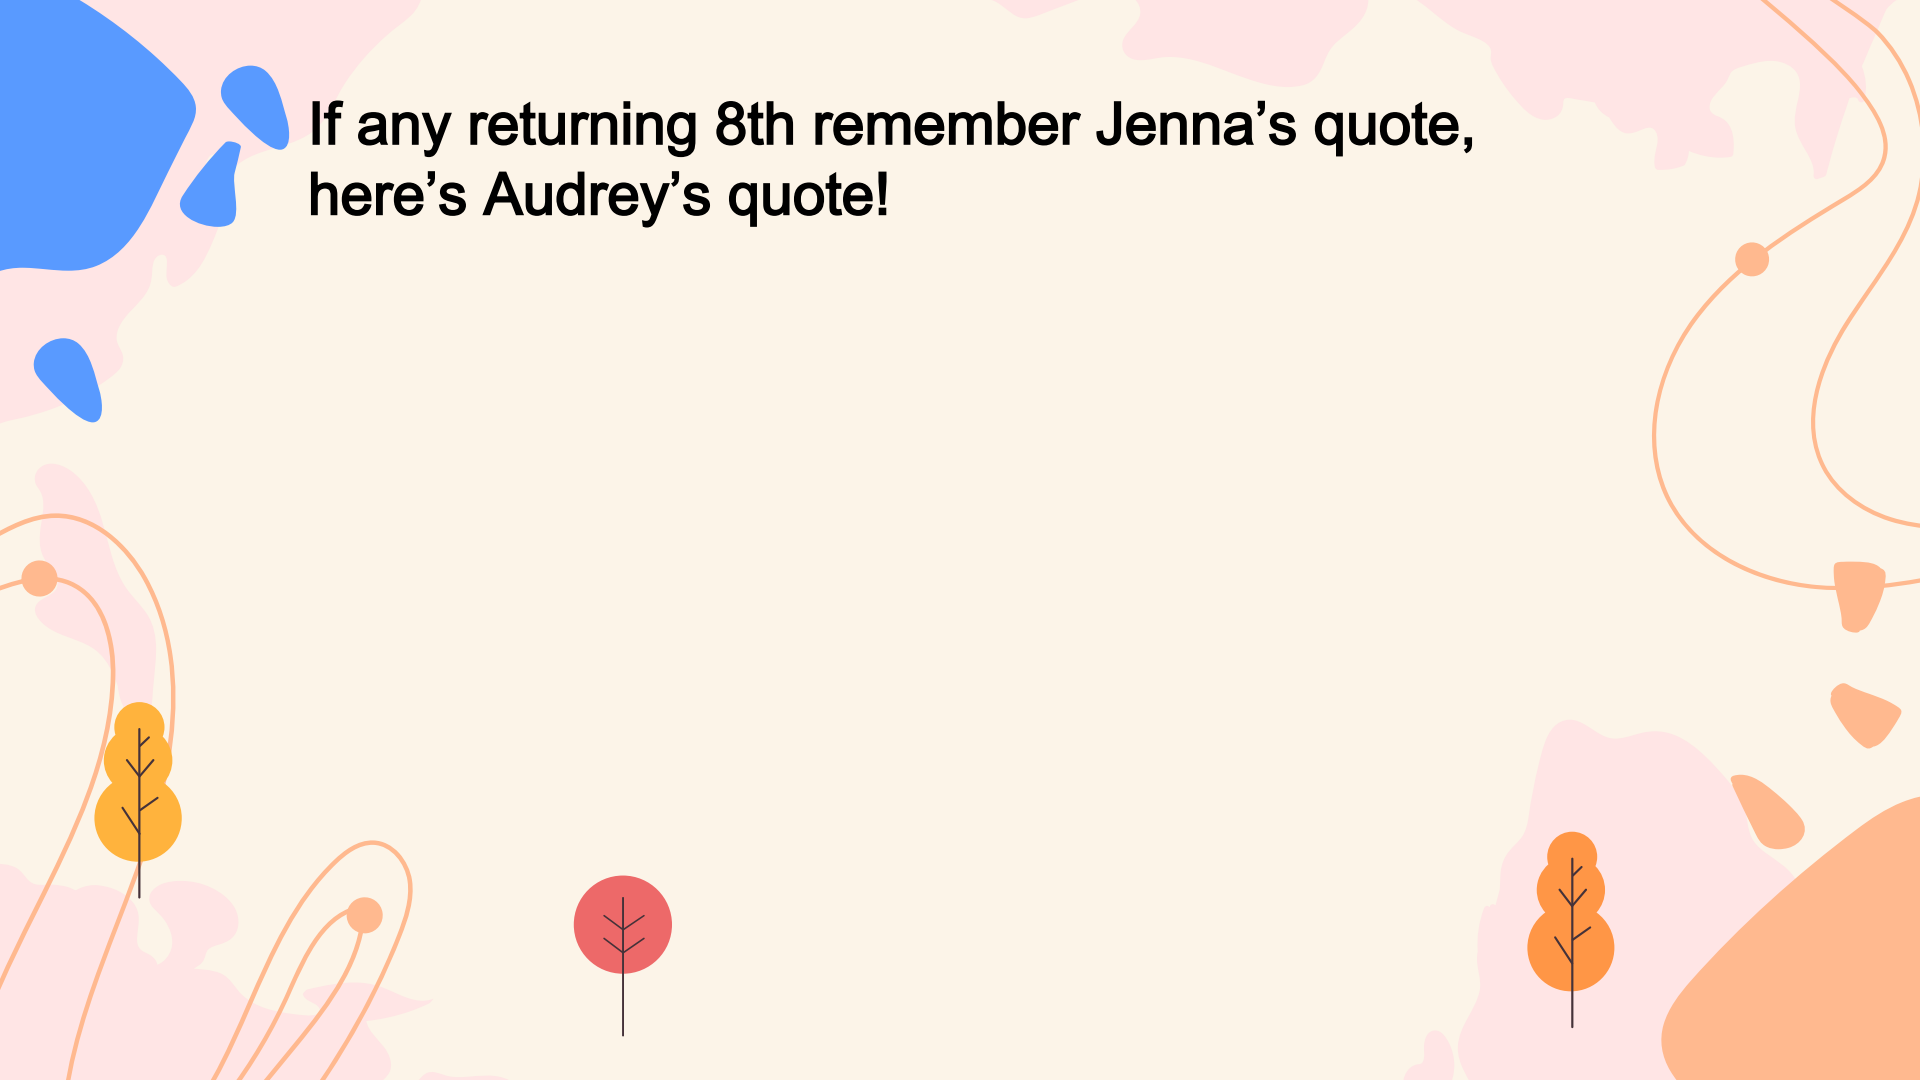 If any returning 8th remember Jenna’s quote,
here’s Audrey’s quote!